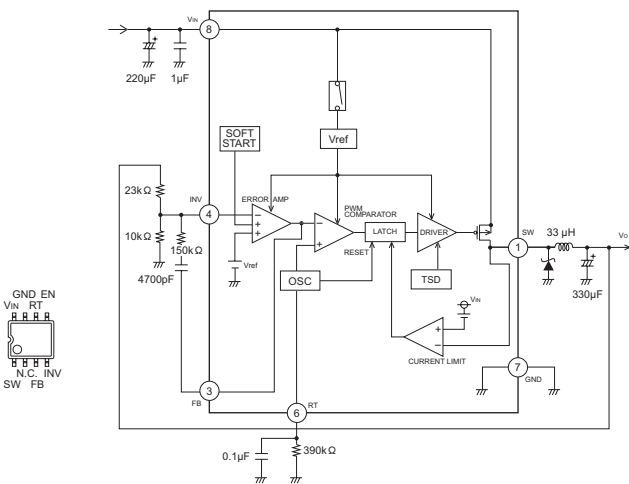 VIN
8
220µF
1µF
SOFT
START
Vref
23kΩ
INV
4
ERROR AMP
PWM
COMPARATOR
10kΩ
150kΩ
LATCH
DRIVER
SW
1
33 µH
VO
RESET
4700pF
Vref
OSC
TSD
330µF
VIN
GND EN
VIN RT
CURRENT LIMIT
N.C. INV
SW FB
3
FB
7
GND
6
RT
0.1µF
390kΩ